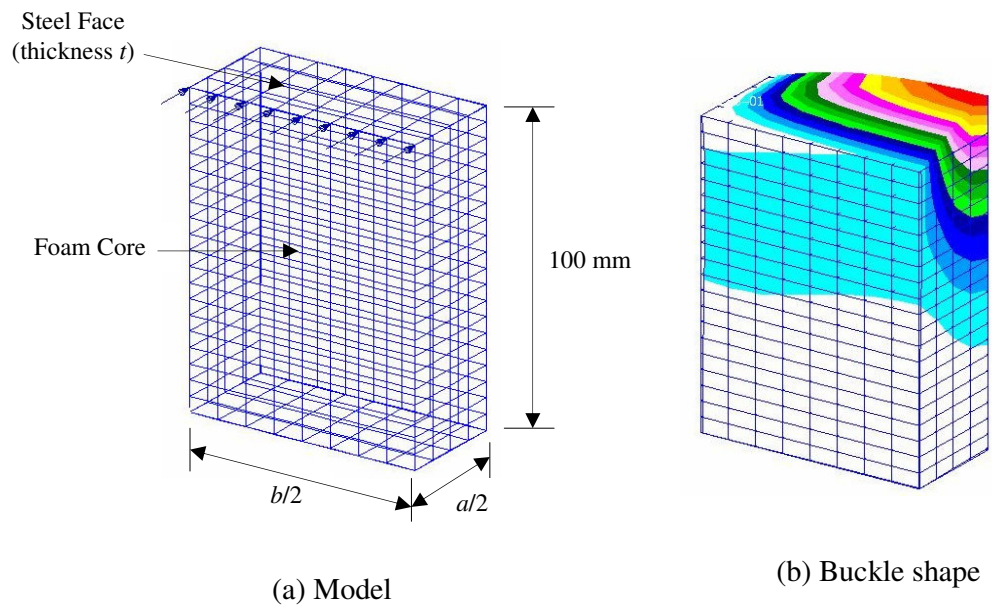 Steel Face
(thickness t)
Foam Core
100 mm
b/2
a/2
(a) Model
(b) Buckle shape